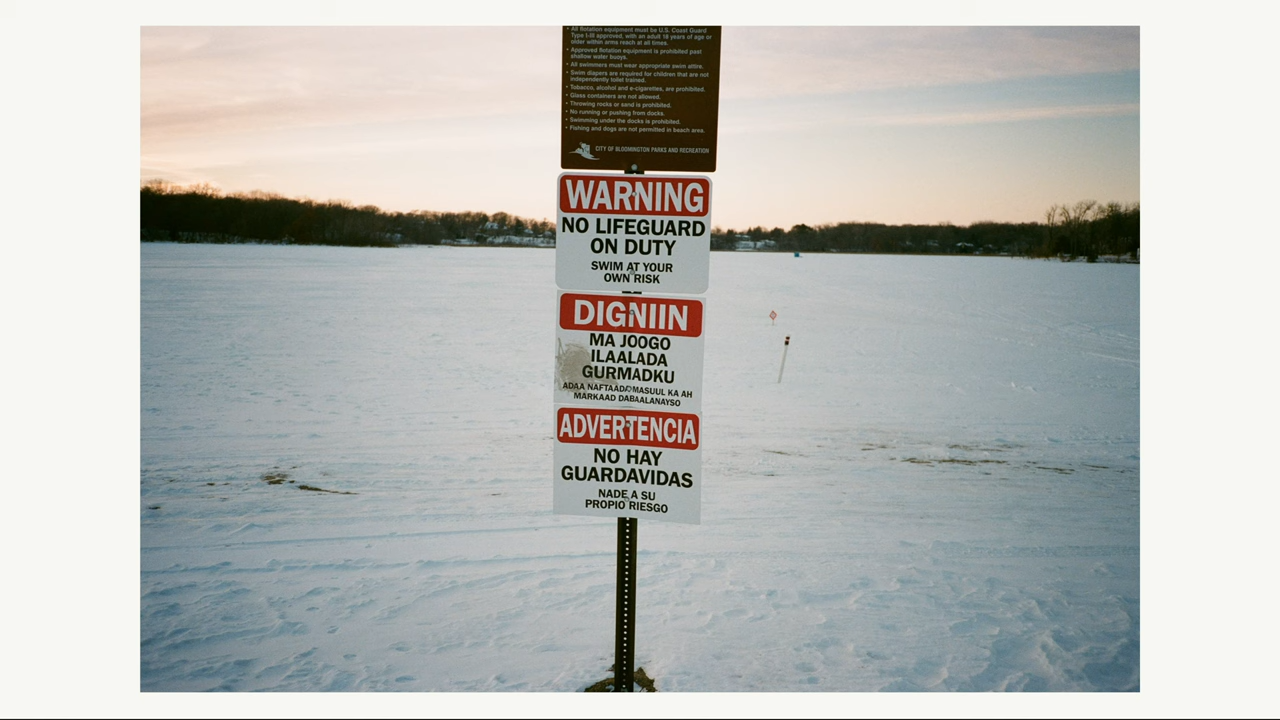 • All flotation equipment must be U.S. Coast Guard
Type I-III approved, with an adult 18 years of age or
older within arms reach at all times.
• Approved flotation equipment is prohibited past
shallow water buoys.
• All swimmers must wear appropriate swim attire.
• Swim diapers are required for children that are not
independently toilet trained.
• Tobacco, alcohol and e-cigarettes, are prohibited.
• Glass containers are not allowed.
• Throwing rocks or sand is prohibited.
• No running or pushing from docks.
• Swimming under the docks is prohibited.
• Fishing and dogs are not permitted in beach area.
CITY OF BLOOMINGTON PARKS AND RECREATION
WARNING
NO LIFEGUARD
ON DUTY
SWIM AT YOUR
OWN RISK
DIGNIIN
MA JOOGO
ILAALADA
GURMADKU
ADAA NAFTAADA MASUUL KA AH
MARKAAD DABAALANAYSO
ADVERTENCIA
NO HAY
GUARDAVIDAS
NADE A SU
PROPIO RIESGO